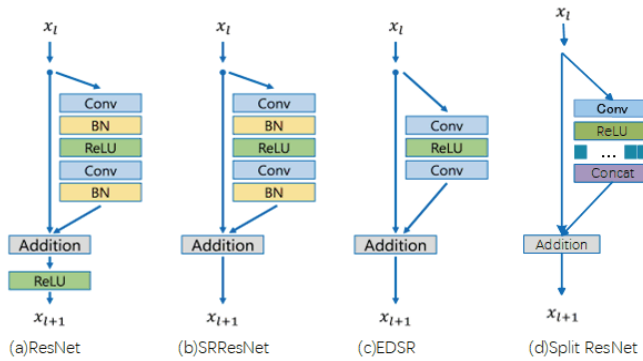 x_l
Conv
BN
ReLU
Conv
BN
Addition
ReLU
x_{l+1}
(a)ResNet
x_l
Conv
BN
ReLU
Conv
BN
Addition
x_{l+1}
(b)SRResNet
x_l
Conv
ReLU
Conv
Addition
x_{l+1}
(c)EDSR
x_l
Conv
ReLU
...
Concat
Addition
x_{l+1}
(d)Split ResNet